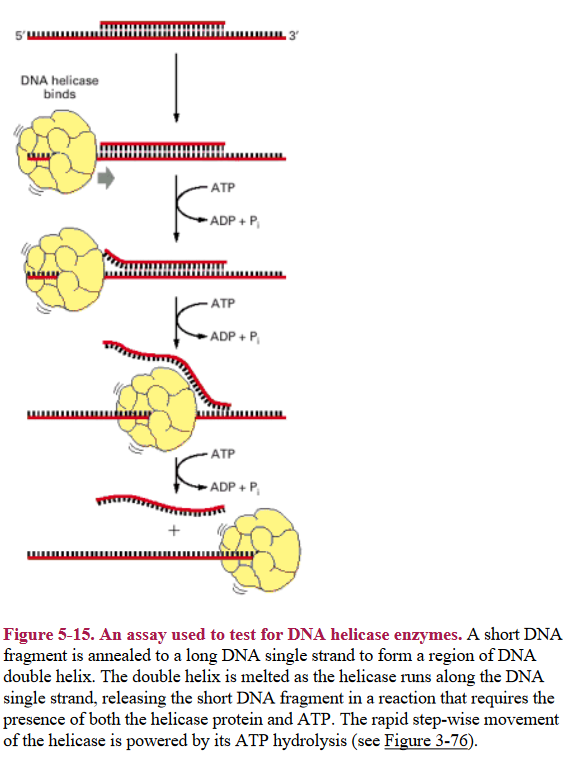 5' 3'
DNA helicase
binds
ATP
ADP + Pi
ATP
ADP + Pi
ATP
ADP + Pi
+
Figure 5-15. An assay used to test for DNA helicase enzymes. A short DNA
fragment is annealed to a long DNA single strand to form a region of DNA
double helix. The double helix is melted as the helicase runs along the DNA
single strand, releasing the short DNA fragment in a reaction that requires the
presence of both the helicase protein and ATP. The rapid step-wise movement
of the helicase is powered by its ATP hydrolysis (see Figure 3-76).